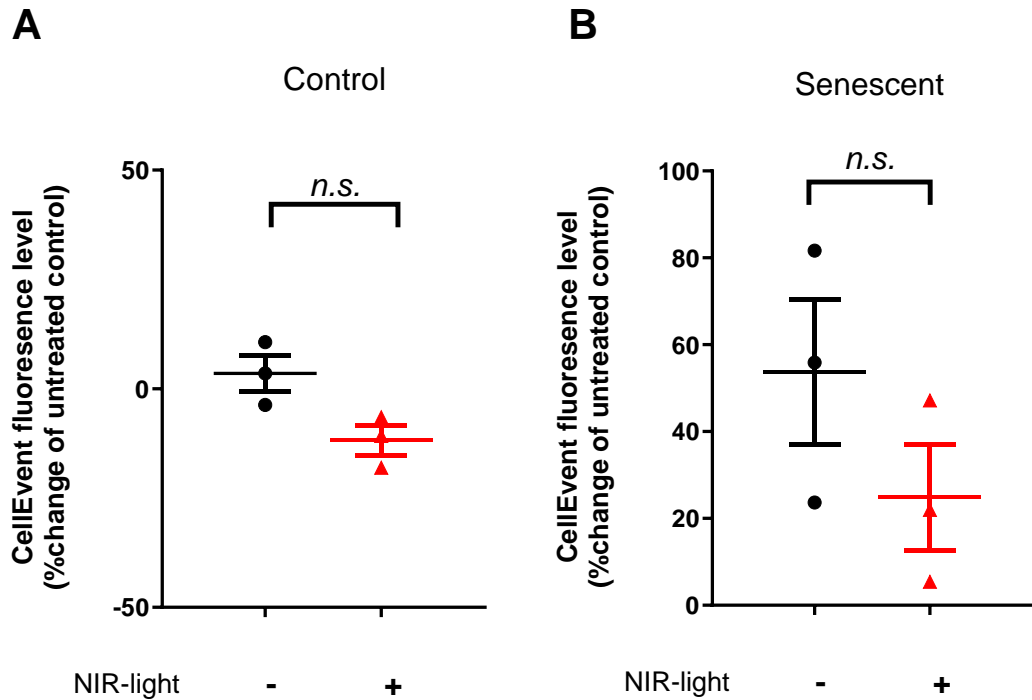 A
Control
CellEvent fluoresence level
(%change of untreated control)
50
0
-50
n.s.
NIR-light - +
B
Senescent
CellEvent fluoresence level
(%change of untreated control)
100
80
60
40
20
0
n.s.
NIR-light - +